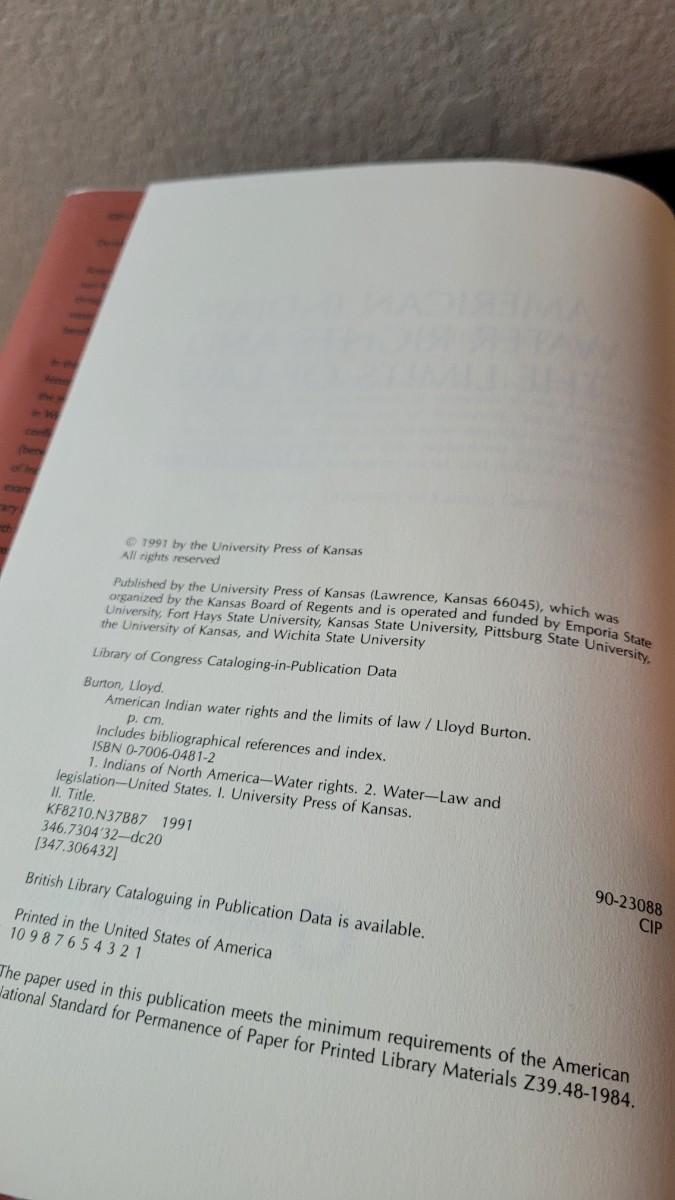 © 1991 by the University Press of Kansas
All rights reserved
Published by the University Press of Kansas (Lawrence, Kansas 66045), which was
organized by the Kansas Board of Regents and is operated and funded by Emporia State
University, Fort Hays State University, Kansas State University, Pittsburg State University,
the University of Kansas, and Wichita State University
Library of Congress Cataloging-in-Publication Data
Burton, Lloyd.
American Indian water rights and the limits of law / Lloyd Burton.
p. cm.
Includes bibliographical references and index.
ISBN 0-7006-0481-2
1. Indians of North America—Water rights. 2. Water—Law and
legislation—United States. I. University Press of Kansas.
II. Title.
KF8210.N37B87 1991
346.7304'32—dc20
[347.306432]
90-23088
CIP
British Library Cataloguing in Publication Data is available.
Printed in the United States of America
10 9 8 7 6 5 4 3 2 1
The paper used in this publication meets the minimum requirements of the American
National Standard for Permanence of Paper for Printed Library Materials Z39.48-1984.